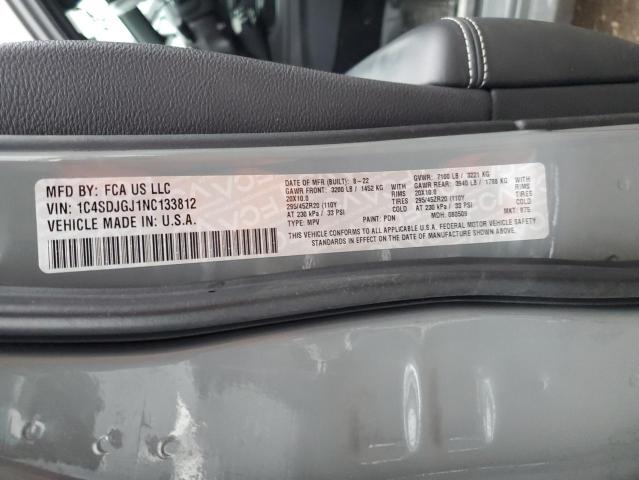 MFD BY: FCA US LLC
VIN: 1C4SDJGJ1NC133812
VEHICLE MADE IN U.S.A.
DATE OF MFR (BUILT): 8-22
GVWR: 7100 LB / 3221 KG
GAWR FRONT: 3200 LB / 1452 KG
GAWR REAR: 3940 LB / 1788 KG
20X10.0 RIMS
20X10.0 RIMS
295/45ZR20 (110Y TIRES
295/45ZR20 (110Y TIRES
AT 230 kPa / 33 PSI COLD
AT 230 kPa / 33 PSI COLD
TYPE: MPV PAINT: PDN MDH: 080509 MKT: 876
THIS VEHICLE CONFORMS TO ALL APPLICABLE U.S.A. FEDERAL MOTOR VEHICLE SAFETY
STANDARDS IN EFFECT ON THE DATE OF MANUFACTURE SHOWN ABOVE.